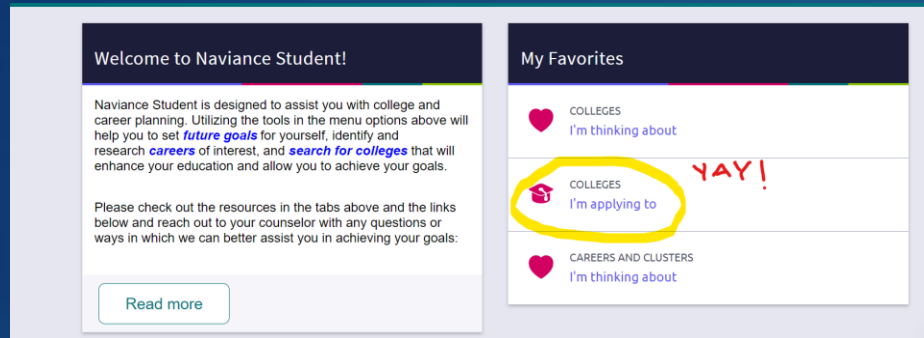 Welcome to Naviance Student!
Naviance Student is designed to assist you with college and
career planning. Utilizing the tools in the menu options above will
help you to set future goals for yourself, identify and
research careers of interest, and search for colleges that will
enhance your education and allow you to achieve your goals.
Please check out the resources in the tabs above and the links
below and reach out to your counselor with any questions or
ways in which we can better assist you in achieving your goals:
Read more
My Favorites
COLLEGES
I'm thinking about
COLLEGES
I'm applying to
YAY!
CAREERS AND CLUSTERS
I'm thinking about